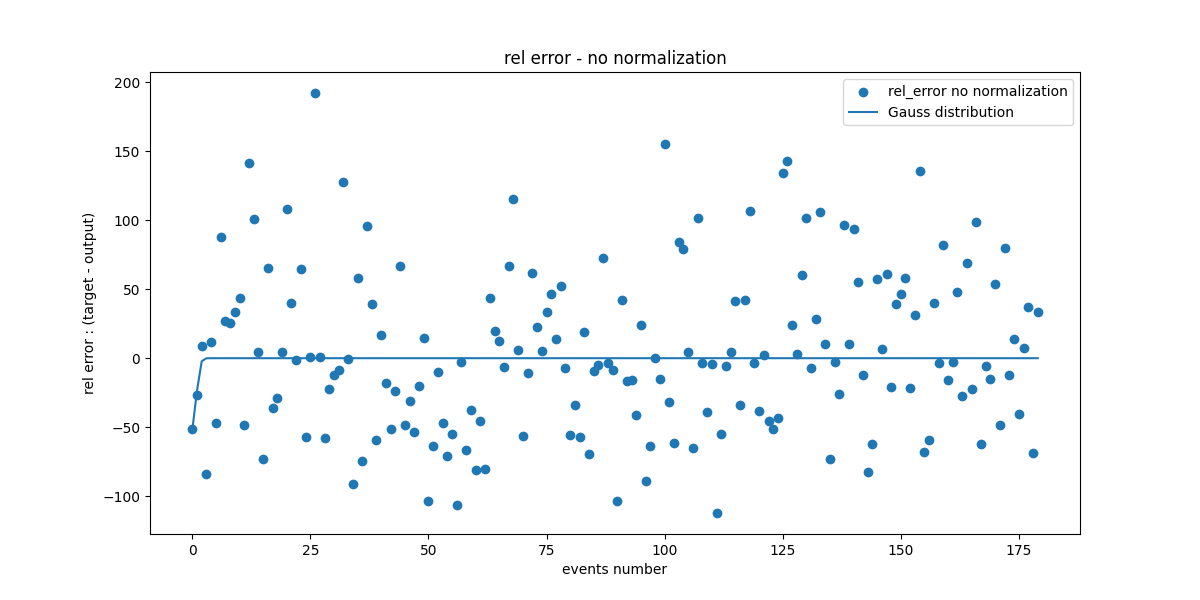 rel error - no normalization
rel_error no normalization
Gauss distribution
200
150
100
50
0
−50
−100
rel error : (target - output)
0 25 50 75 100 125 150 175
events number